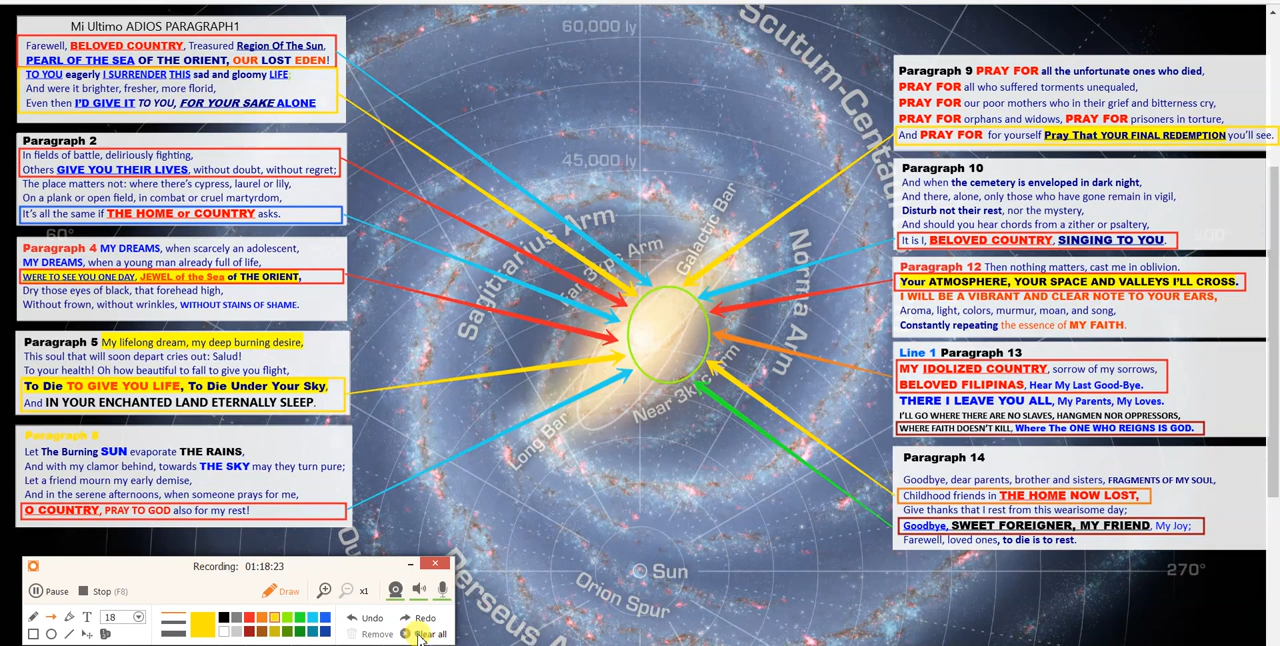 Mi Ultimo ADIOS PARAGRAPH1
Farewell, BELOVED COUNTRY, Treasured Region Of The Sun,
PEARL OF THE SEA OF THE ORIENT, OUR LOST EDEN!
TO YOU eagerly I SURRENDER THIS sad and gloomy LIFE;
And were it brighter, fresher, more florid,
Even then I'D GIVE IT TO YOU, FOR YOUR SAKE ALONE
Paragraph 2
In fields of battle, deliriously fighting,
Others GIVE YOU THEIR LIVES, without doubt, without regret;
The place matters not: where there's cypress, laurel or lily,
On a plank or open field, in combat or cruel martyrdom,
It's all the same if THE HOME or COUNTRY asks.
Paragraph 4 MY DREAMS, when scarcely an adolescent,
MY DREAMS, when a young man already full of life,
WERE TO SEE YOU ONE DAY, JEWEL of the Sea of THE ORIENT,
Dry those eyes of black, that forehead high,
Without frown, without wrinkles, WITHOUT STAINS OF SHAME.
Paragraph 5 My lifelong dream, my deep burning desire,
This soul that will soon depart cries out: Salud!
To your health! Oh how beautiful to fall to give you flight,
To Die TO GIVE YOU LIFE, To Die Under Your Sky,
And IN YOUR ENCHANTED LAND ETERNALLY SLEEP.
Paragraph 6
Let The Burning SUN evaporate THE RAINS,
And with my clamor behind, towards THE SKY may they turn pure;
Let a friend mourn my early demise,
And in the serene afternoons, when someone prays for me,
O COUNTRY, PRAY TO GOD also for my rest!
60,000 ly
45,000 ly
60°
Scutum-Centau
Sagittarius Arm
Far 3kpc Arm
Galactic Bar
Norma Arm
Near 3kpc Arm
Long Bar
Perseus A
Orion Spur
Sun
270°
Paragraph 9 PRAY FOR all the unfortunate ones who died,
PRAY FOR all who suffered torments unequaled,
PRAY FOR our poor mothers who in their grief and bitterness cry,
PRAY FOR orphans and widows, PRAY FOR prisoners in torture,
And PRAY FOR for yourself Pray That YOUR FINAL REDEMPTION you'll see.
Paragraph 10
And when the cemetery is enveloped in dark night,
And there, alone, only those who have gone remain in vigil,
Disturb not their rest, nor the mystery,
And should you hear chords from a zither or psaltery,
It is I, BELOVED COUNTRY, SINGING TO YOU.
Paragraph 12 Then nothing matters, cast me in oblivion.
Your ATMOSPHERE, YOUR SPACE AND VALLEYS I'LL CROSS.
I WILL BE A VIBRANT AND CLEAR NOTE TO YOUR EARS,
Aroma, light, colors, murmur, moan, and song,
Constantly repeating the essence of MY FAITH.
Line 1 Paragraph 13
MY IDOLIZED COUNTRY, sorrow of my sorrows,
BELOVED FILIPINAS, Hear My Last Good-Bye.
THERE I LEAVE YOU ALL, My Parents, My Loves.
I'LL GO WHERE THERE ARE NO SLAVES, HANGMEN NOR OPPRESSORS,
WHERE FAITH DOESN'T KILL, Where The ONE WHO REIGNS IS GOD.
Paragraph 14
Goodbye, dear parents, brother and sisters, FRAGMENTS OF MY SOUL,
Childhood friends in THE HOME NOW LOST,
Give thanks that I rest from this wearisome day;
Goodbye, SWEET FOREIGNER, MY FRIEND, My Joy;
Farewell, loved ones, to die is to rest.
Recording: 01:18:23
Pause Stop (F8) Draw x1
T 18 Undo Redo
Remove Clear all